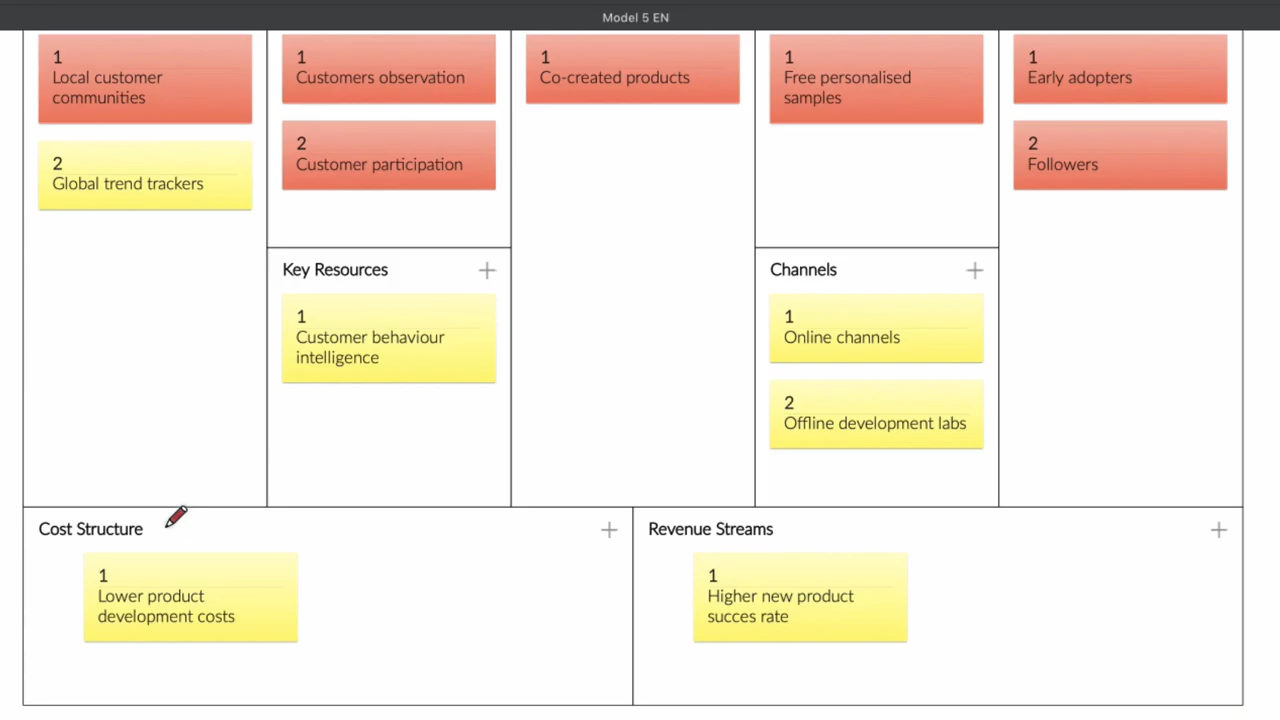 Model 5 EN
1
Local customer
communities
2
Global trend trackers
1
Customers observation
2
Customer participation
Key Resources
1
Customer behaviour
intelligence
1
Co-created products
1
Free personalised
samples
Channels
1
Online channels
2
Offline development labs
1
Early adopters
2
Followers
Cost Structure
1
Lower product
development costs
Revenue Streams
1
Higher new product
succes rate